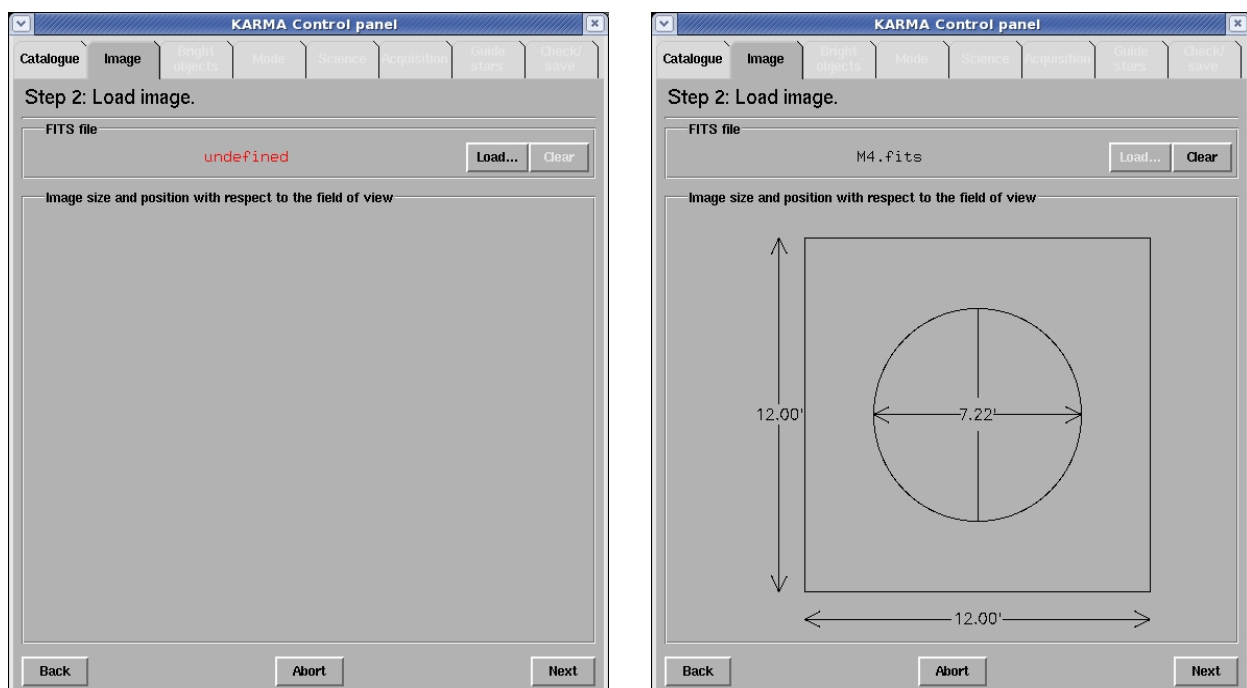 KARMA Control panel
Catalogue Image Bright objects Mode Science Acquisition Guide stars Check/ save
Step 2: Load image.
FITS file
undefined Load... Clear
Image size and position with respect to the field of view
Back Abort Next
KARMA Control panel
Catalogue Image Bright objects Mode Science Acquisition Guide stars Check/ save
Step 2: Load image.
FITS file
M4.fits Load... Clear
Image size and position with respect to the field of view
12.00' 7.22'
12.00'
Back Abort Next